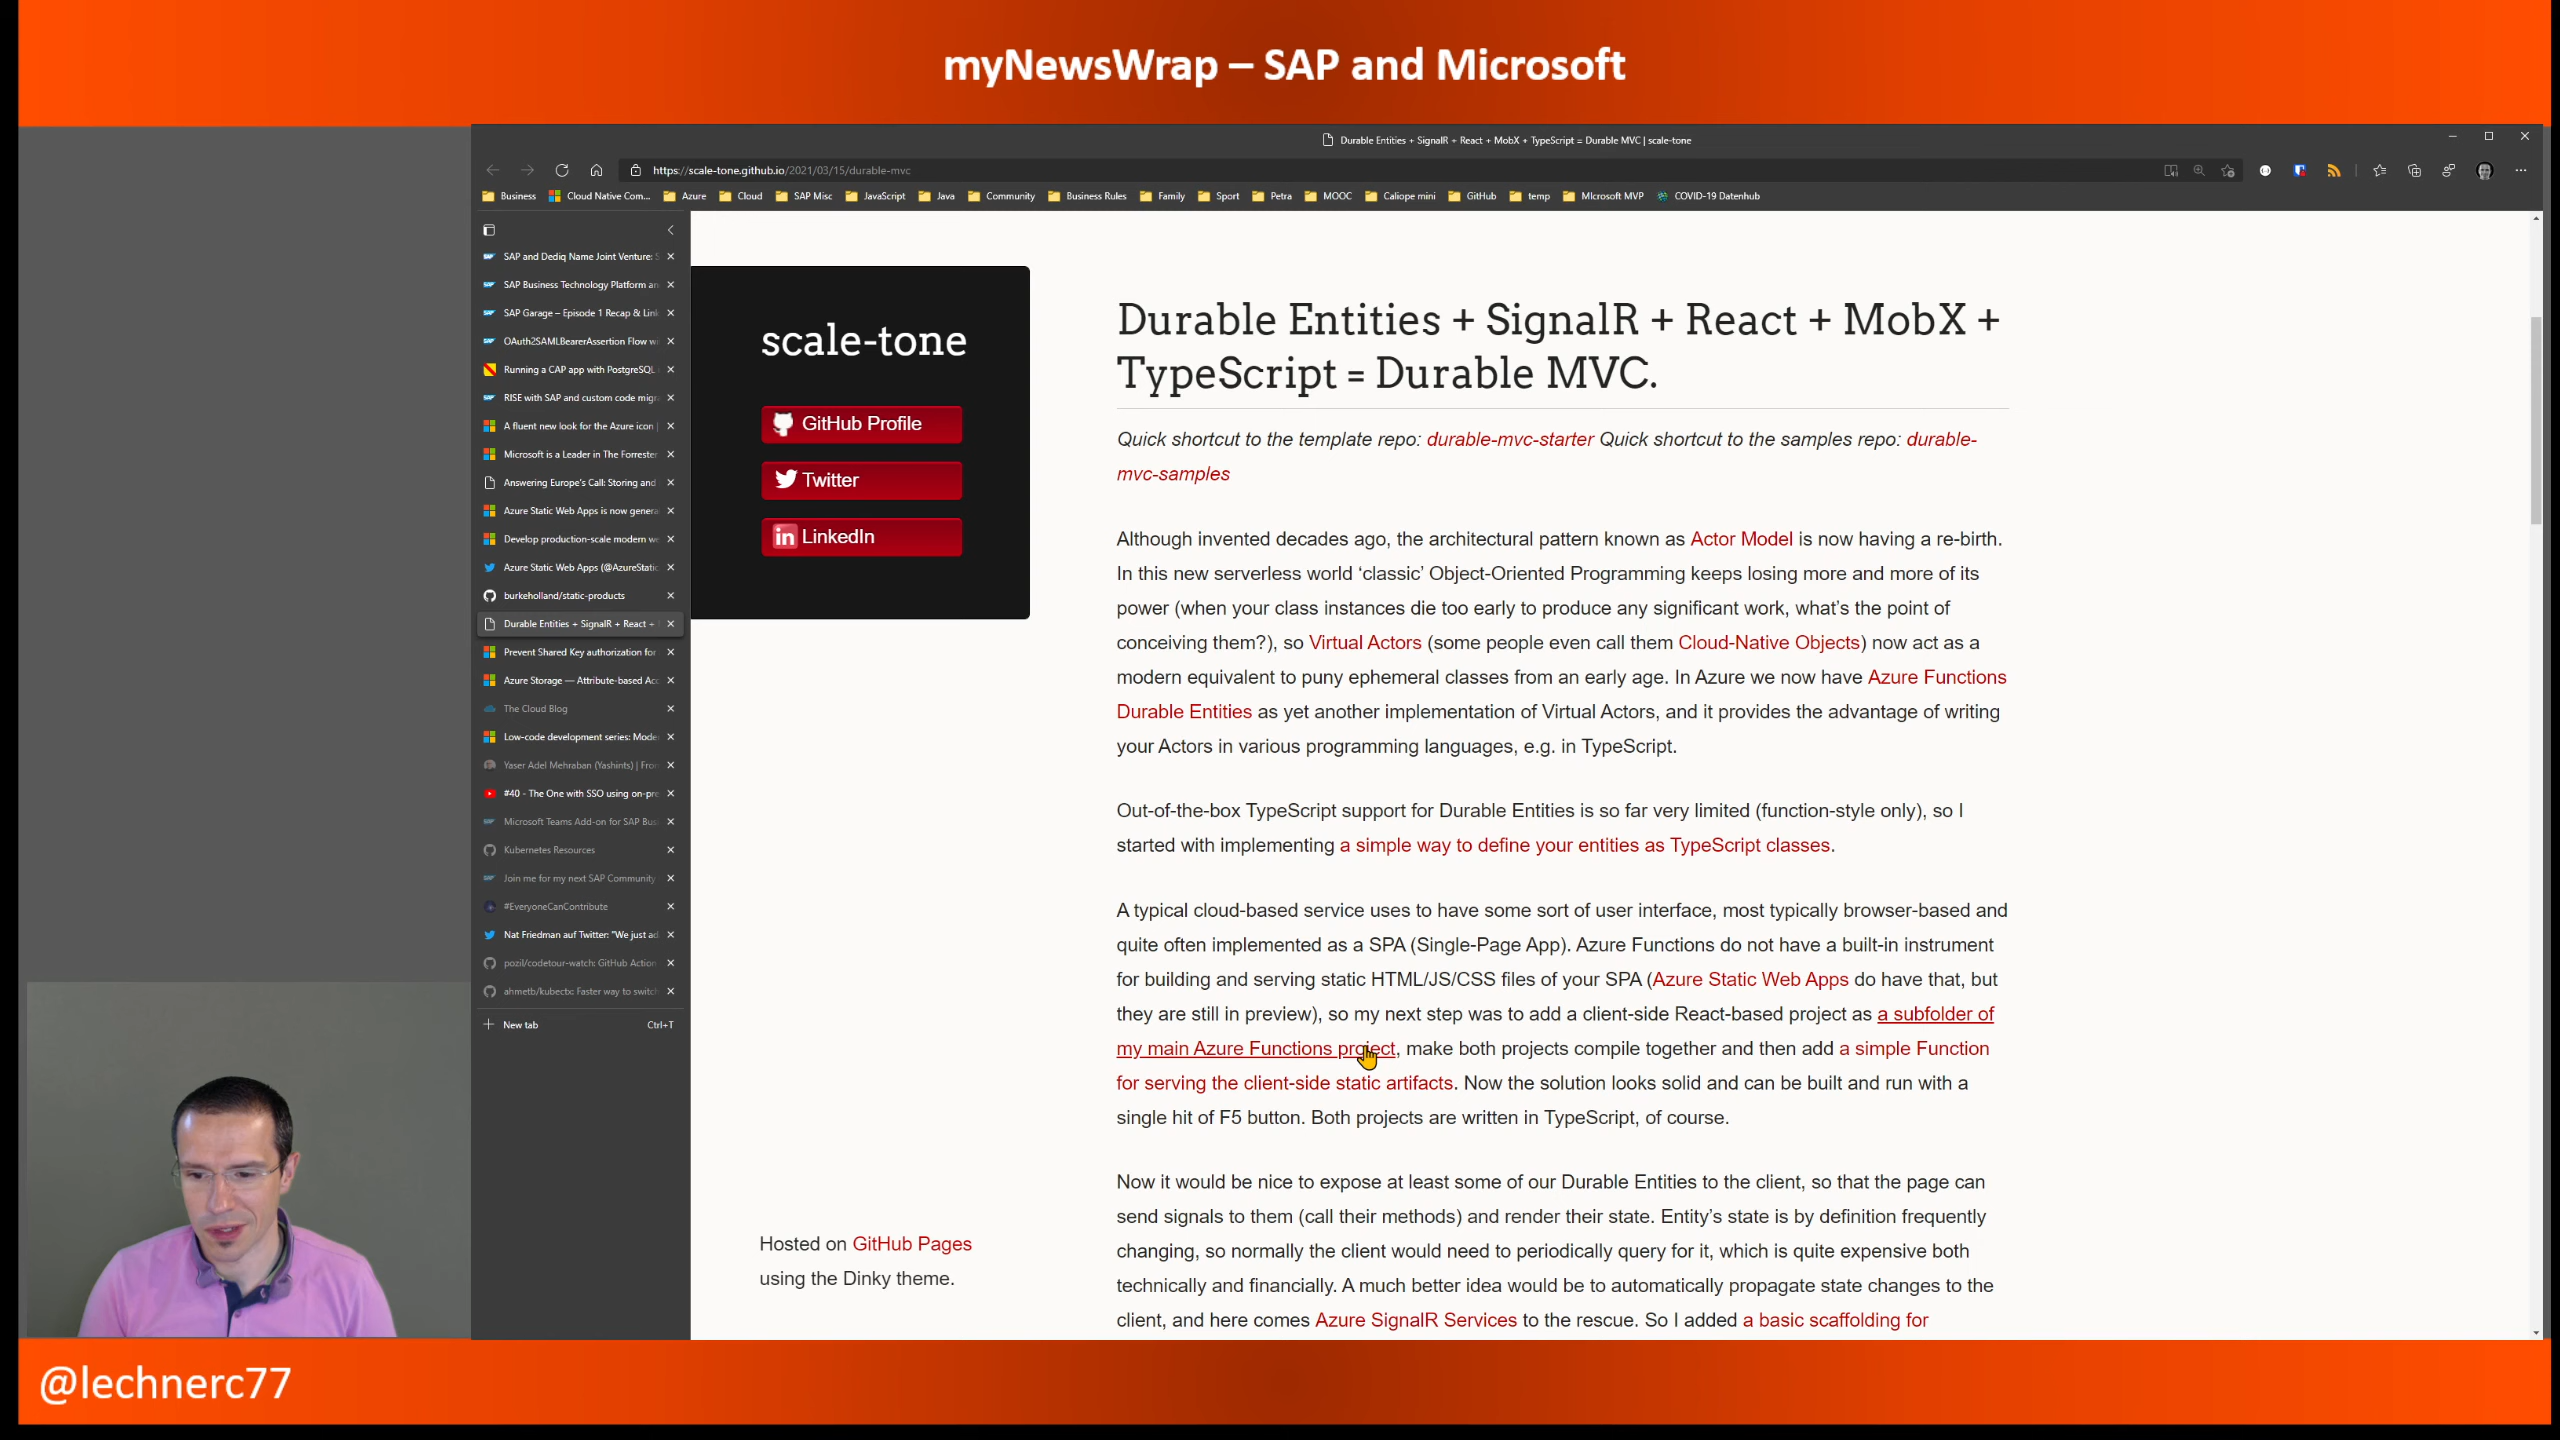 myNewsWrap – SAP and Microsoft
Durable Entities + SignalR + React + MobX + TypeScript = Durable MVC | scale-tone
https://scale-tone.github.io/2021/03/15/durable-mvc
Business
Cloud Native Com...
Azure
Cloud
SAP Misc
JavaScript
Java
Community
Business Rules
Family
Sport
Petra
MOOC
Caliope mini
GitHub
temp
MIcrosoft MVP
COVID-19 Datenhub
SAP and Dediq Name Joint Venture: S
SAP Business Technology Platform an
SAP Garage – Episode 1 Recap & Link
OAuth2SAMLBearerAssertion Flow w
Running a CAP app with PostgreSQL
RISE with SAP and custom code migr
A fluent new look for the Azure icon |
Microsoft is a Leader in The Forrester
Answering Europe's Call: Storing and
Azure Static Web Apps is now genera
Develop production-scale modern we
Azure Static Web Apps (@AzureStatic
burkeholland/static-products
Durable Entities + SignalR + React +
Prevent Shared Key authorization for
Azure Storage — Attribute-based Acc
The Cloud Blog
Low-code development series: Mode
Yaser Adel Mehraban (Yashints) | Fron
#40 - The One with SSO using on-pre
Microsoft Teams Add-on for SAP Bus
Kubernetes Resources
Join me for my next SAP Community
#EveryoneCanContribute
Nat Friedman auf Twitter: "We just ad
pozil/codetour-watch: GitHub Action
ahmetb/kubectx: Faster way to switch
New tab Ctrl+T
scale-tone
GitHub Profile
Twitter
LinkedIn
Hosted on GitHub Pages
using the Dinky theme.
Durable Entities + SignalR + React + MobX +
TypeScript = Durable MVC.
Quick shortcut to the template repo: durable-mvc-starter Quick shortcut to the samples repo: durable-
mvc-samples
Although invented decades ago, the architectural pattern known as Actor Model is now having a re-birth.
In this new serverless world ‘classic’ Object-Oriented Programming keeps losing more and more of its
power (when your class instances die too early to produce any significant work, what’s the point of
conceiving them?), so Virtual Actors (some people even call them Cloud-Native Objects) now act as a
modern equivalent to puny ephemeral classes from an early age. In Azure we now have Azure Functions
Durable Entities as yet another implementation of Virtual Actors, and it provides the advantage of writing
your Actors in various programming languages, e.g. in TypeScript.
Out-of-the-box TypeScript support for Durable Entities is so far very limited (function-style only), so I
started with implementing a simple way to define your entities as TypeScript classes.
A typical cloud-based service uses to have some sort of user interface, most typically browser-based and
quite often implemented as a SPA (Single-Page App). Azure Functions do not have a built-in instrument
for building and serving static HTML/JS/CSS files of your SPA (Azure Static Web Apps do have that, but
they are still in preview), so my next step was to add a client-side React-based project as a subfolder of
my main Azure Functions project, make both projects compile together and then add a simple Function
for serving the client-side static artifacts. Now the solution looks solid and can be built and run with a
single hit of F5 button. Both projects are written in TypeScript, of course.
Now it would be nice to expose at least some of our Durable Entities to the client, so that the page can
send signals to them (call their methods) and render their state. Entity’s state is by definition frequently
changing, so normally the client would need to periodically query for it, which is quite expensive both
technically and financially. A much better idea would be to automatically propagate state changes to the
client, and here comes Azure SignalR Services to the rescue. So I added a basic scaffolding for
@lechnerc77